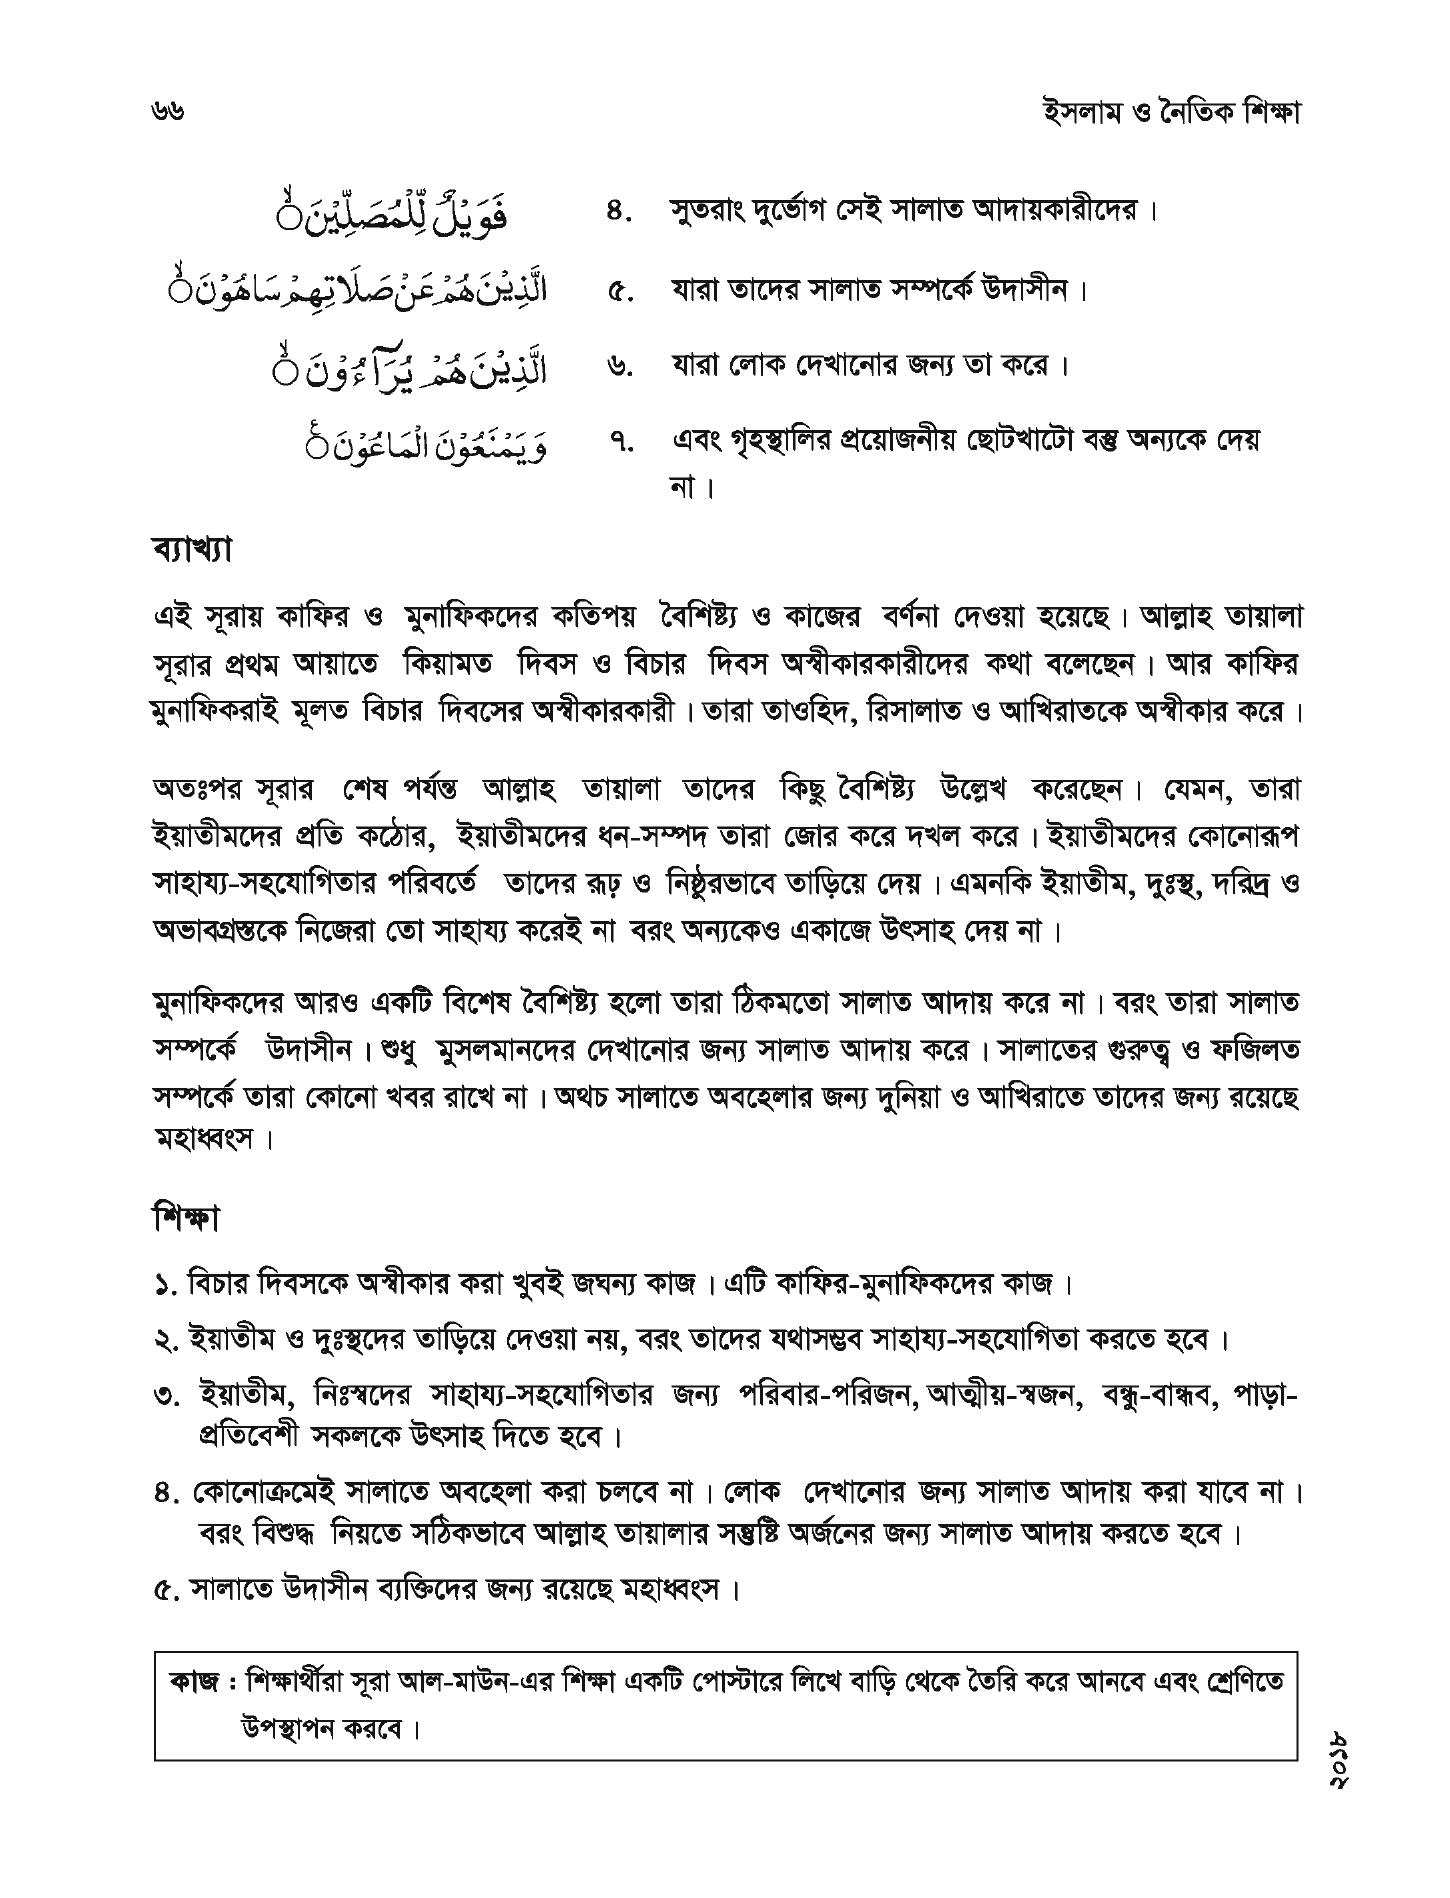 ৬৬ ইসলাম ও নৈতিক শিক্ষা
فَوَيْلٌ لِّلْمُصَلِّيْنَ ۙ ৪. সুতরাং দুর্ভোগ সেই সালাত আদায়কারীদের।
الَّذِيْنَ هُمْ عَنْ صَلَاتِهِمْ سَاهُوْنَ ۙ ৫. যারা তাদের সালাত সম্পর্কে উদাসীন।
الَّذِيْنَ هُمْ يُرَآءُوْنَ ۙ ৬. যারা লোক দেখানোর জন্য তা করে।
وَيَمْنَعُوْنَ الْمَاعُوْنَ ৭. এবং গৃহস্থালির প্রয়োজনীয় ছোটখাটো বস্তু অন্যকে দেয়
না।
ব্যাখ্যা
এই সূরায় কাফির ও মুনাফিকদের কতিপয় বৈশিষ্ট্য ও কাজের বর্ণনা দেওয়া হয়েছে। আল্লাহ তায়ালা
সূরার প্রথম আয়াতে কিয়ামত দিবস ও বিচার দিবস অস্বীকারকারীদের কথা বলেছেন। আর কাফির
মুনাফিকরাই মূলত বিচার দিবসের অস্বীকারকারী। তারা তাওহিদ, রিসালাত ও আখিরাতকে অস্বীকার করে।
অতঃপর সূরার শেষ পর্যন্ত আল্লাহ তায়ালা তাদের কিছু বৈশিষ্ট্য উল্লেখ করেছেন। যেমন, তারা
ইয়াতীমদের প্রতি কঠোর, ইয়াতীমদের ধন-সম্পদ তারা জোর করে দখল করে। ইয়াতীমদের কোনোরূপ
সাহায্য-সহযোগিতার পরিবর্তে তাদের রূঢ় ও নিষ্ঠুরভাবে তাড়িয়ে দেয়। এমনকি ইয়াতীম, দুঃস্থ, দরিদ্র ও
অভাবগ্রস্তকে নিজেরা তো সাহায্য করেই না বরং অন্যকেও একাজে উৎসাহ দেয় না।
মুনাফিকদের আরও একটি বিশেষ বৈশিষ্ট্য হলো তারা ঠিকমতো সালাত আদায় করে না। বরং তারা সালাত
সম্পর্কে উদাসীন। শুধু মুসলমানদের দেখানোর জন্য সালাত আদায় করে। সালাতের গুরুত্ব ও ফজিলত
সম্পর্কে তারা কোনো খবর রাখে না। অথচ সালাতে অবহেলার জন্য দুনিয়া ও আখিরাতে তাদের জন্য রয়েছে
মহাধ্বংস।
শিক্ষা
১. বিচার দিবসকে অস্বীকার করা খুবই জঘন্য কাজ। এটি কাফির-মুনাফিকদের কাজ।
২. ইয়াতীম ও দুঃস্থদের তাড়িয়ে দেওয়া নয়, বরং তাদের যথাসম্ভব সাহায্য-সহযোগিতা করতে হবে।
৩. ইয়াতীম, নিঃস্বদের সাহায্য-সহযোগিতার জন্য পরিবার-পরিজন, আত্মীয়-স্বজন, বন্ধু-বান্ধব, পাড়া-
প্রতিবেশী সকলকে উৎসাহ দিতে হবে।
৪. কোনোক্রমেই সালাতে অবহেলা করা চলবে না। লোক দেখানোর জন্য সালাত আদায় করা যাবে না।
বরং বিশুদ্ধ নিয়তে সঠিকভাবে আল্লাহ তায়ালার সন্তুষ্টি অর্জনের জন্য সালাত আদায় করতে হবে।
৫. সালাতে উদাসীন ব্যক্তিদের জন্য রয়েছে মহাধ্বংস।
কাজ : শিক্ষার্থীরা সূরা আল-মাউন-এর শিক্ষা একটি পোস্টারে লিখে বাড়ি থেকে তৈরি করে আনবে এবং শ্রেণিতে
উপস্থাপন করবে।
২০১৮